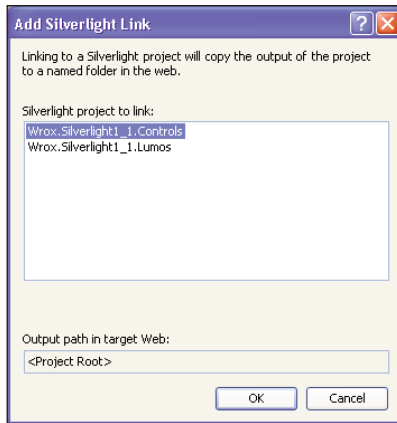 Add Silverlight Link
Linking to a Silverlight project will copy the output of the project
to a named folder in the web.
Silverlight project to link:
Wrox.Silverlight1_1.Controls
Wrox.Silverlight1_1.Lumos
Output path in target Web:
<Project Root>
OK Cancel